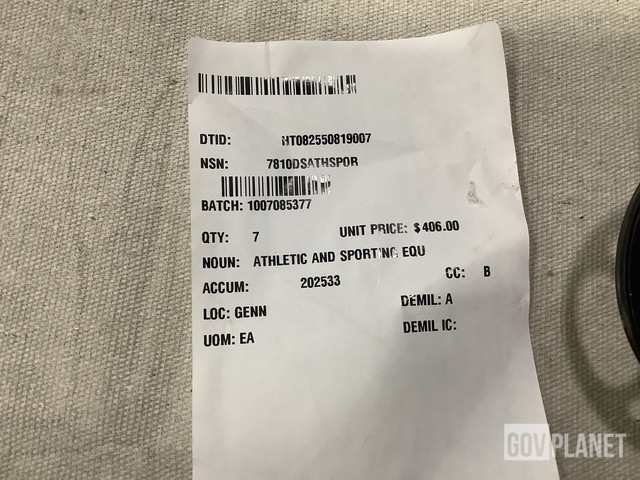 DTID: HT082550819007
NSN: 7810DSATHSPOR
BATCH: 1007085377
QTY: 7 UNIT PRICE: $406.00
NOUN: ATHLETIC AND SPORTING EQU
ACCUM: 202533 CC: B
LOC: GENN DEMIL: A
UOM: EA DEMIL IC:
GOVPLANET